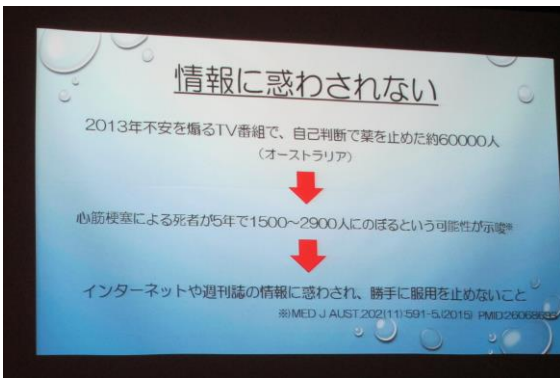 情報に惑わされない
2013年不安を煽るTV番組で、自己判断で薬を止めた約60000人
(オーストラリア)
心筋梗塞による死者が5年で1500〜2900人にのぼるという可能性が示唆※
インターネットや週刊誌の情報に惑わされ、勝手に服用を止めないこと
※)MED J AUST.202(11):591-5.(2015) PMID: